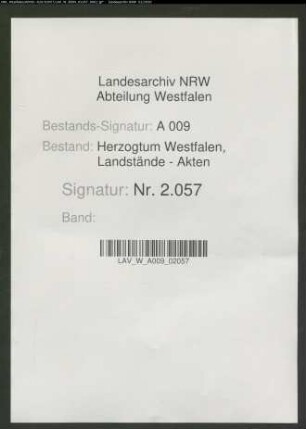 Landesarchiv NRW
Abteilung Westfalen
Bestands-Signatur: A 009
Bestand: Herzogtum Westfalen,
Landstände - Akten
Signatur: Nr. 2.057
Band:
LAV_W_A009_02057